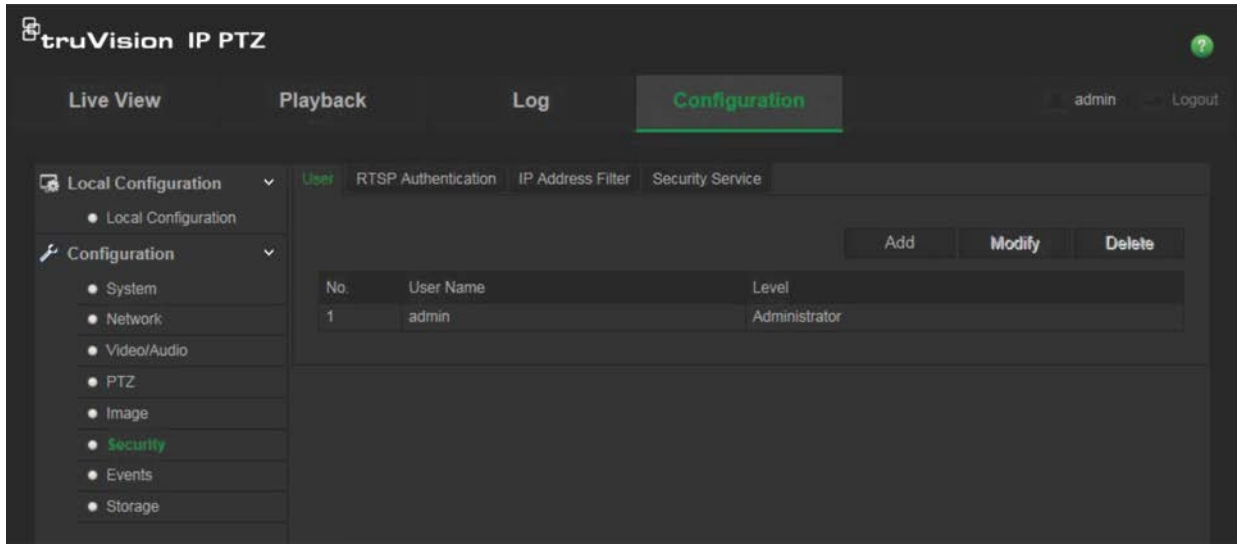 truVision IP PTZ
?
Live View Playback Log Configuration admin Logout
Local Configuration
Local Configuration
Configuration
System
Network
Video/Audio
PTZ
Image
Security
Events
Storage
User RTSP Authentication IP Address Filter Security Service
Add Modify Delete
No. User Name Level
1 admin Administrator